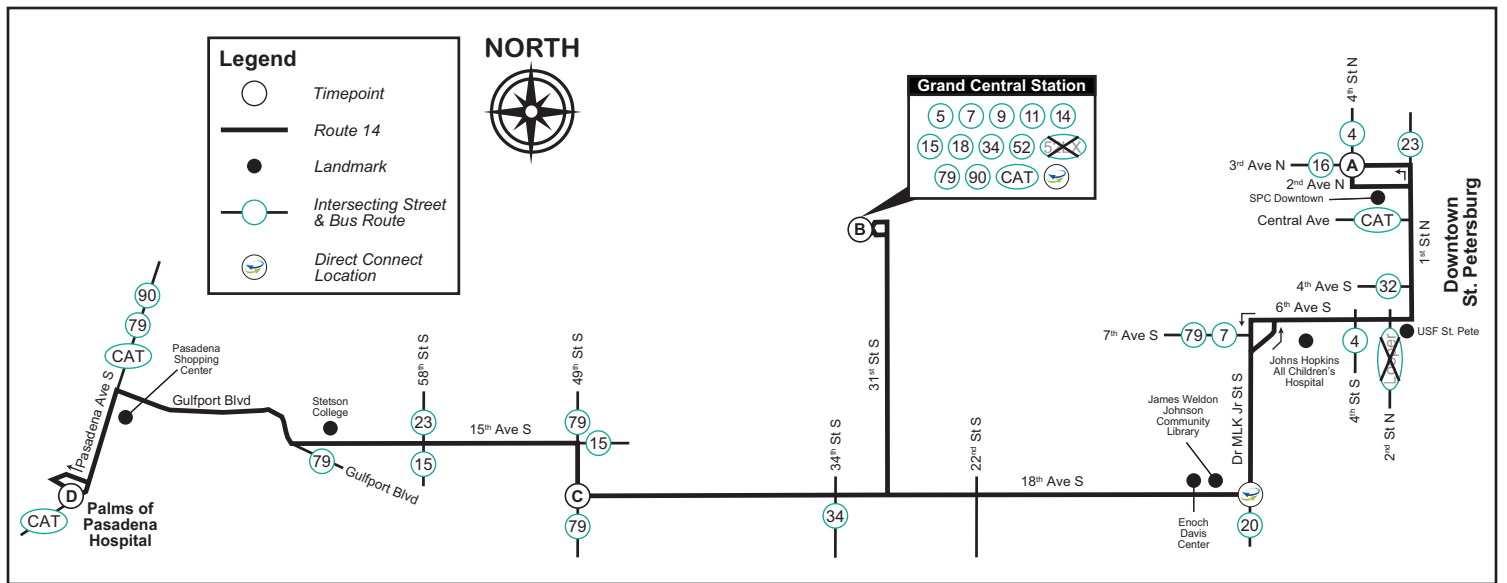 Legend
Timepoint
Route 14
Landmark
Intersecting Street
& Bus Route
Direct Connect
Location
NORTH
Grand Central Station
5 7 9 11 14
15 18 34 52
79 90 CAT
B
4th St N
4
23
3rd Ave N
16
A
2nd Ave N
SPC Downtown
Central Ave
CAT
1st St N
Downtown
St. Petersburg
4th Ave S
32
6th Ave S
7th Ave S
79 7
USF St. Pete
Johns Hopkins
All Children's
Hospital
4
4th St S
Looper
2nd St N
James Weldon
Johnson
Community
Library
Dr MLK Jr St S
18th Ave S
Enoch
Davis
Center
20
22nd St S
31st St S
34th St S
34
49th St S
79
15
C
79
15th Ave S
58th St S
23
15
Stetson
College
79
Gulfport Blvd
Gulfport Blvd
90
79
CAT
Pasadena
Shopping
Center
Pasadena Ave S
D
CAT
Palms of
Pasadena
Hospital